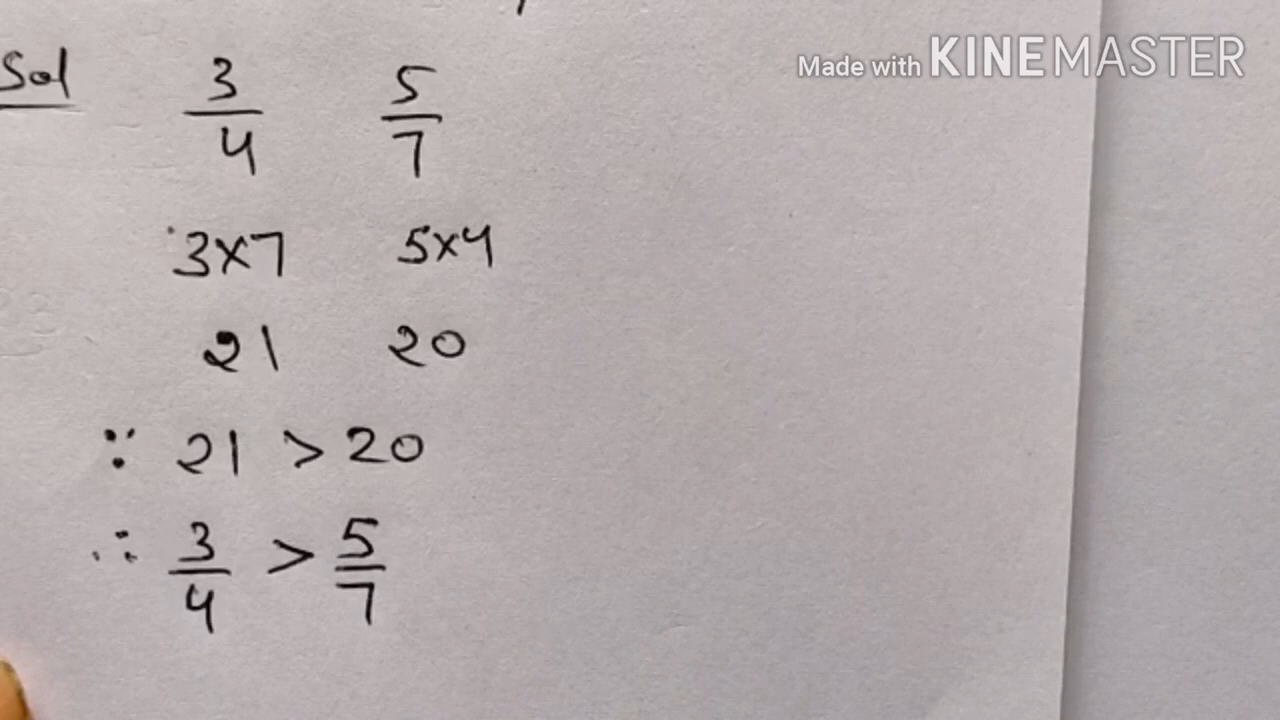 Made with KINEMASTER
Sol 3/4 5/7
3×7 5×4
21 20
∵ 21 > 20
∴ 3/4 > 5/7